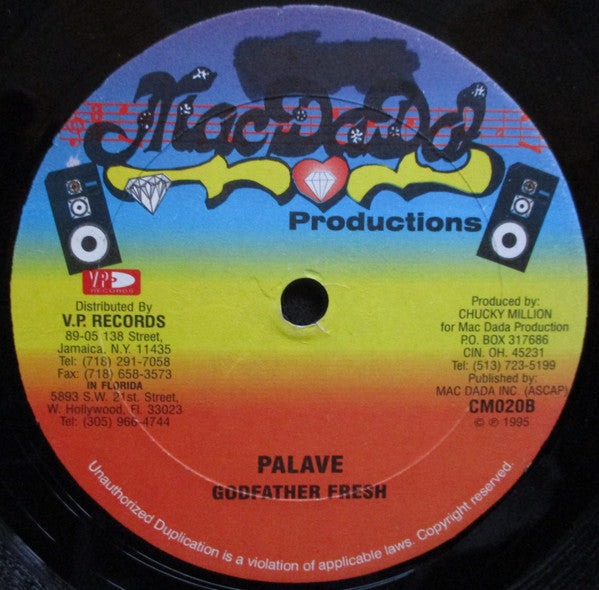 Mac Da Da
Productions
V.P.
RECORDS
Distributed By
V.P. RECORDS
89-05 138 Street,
Jamaica, N.Y. 11435
Tel: (718) 291-7058
Fax: (718) 658-3573
IN FLORIDA
5893 S.W. 21st. Street,
W. Hollywood, Fl. 33023
Tel: (305) 966-4744
Produced by:
CHUCKY MILLION
for Mac Dada Production
P.O. BOX 317686
CIN. OH. 45231
Tel: (513) 723-5199
Published by:
MAC DADA INC. (ASCAP)
CM020B
© ℗ 1995
PALAVE
GODFATHER FRESH
Unauthorized Duplication is a violation of applicable laws. Copyright reserved.